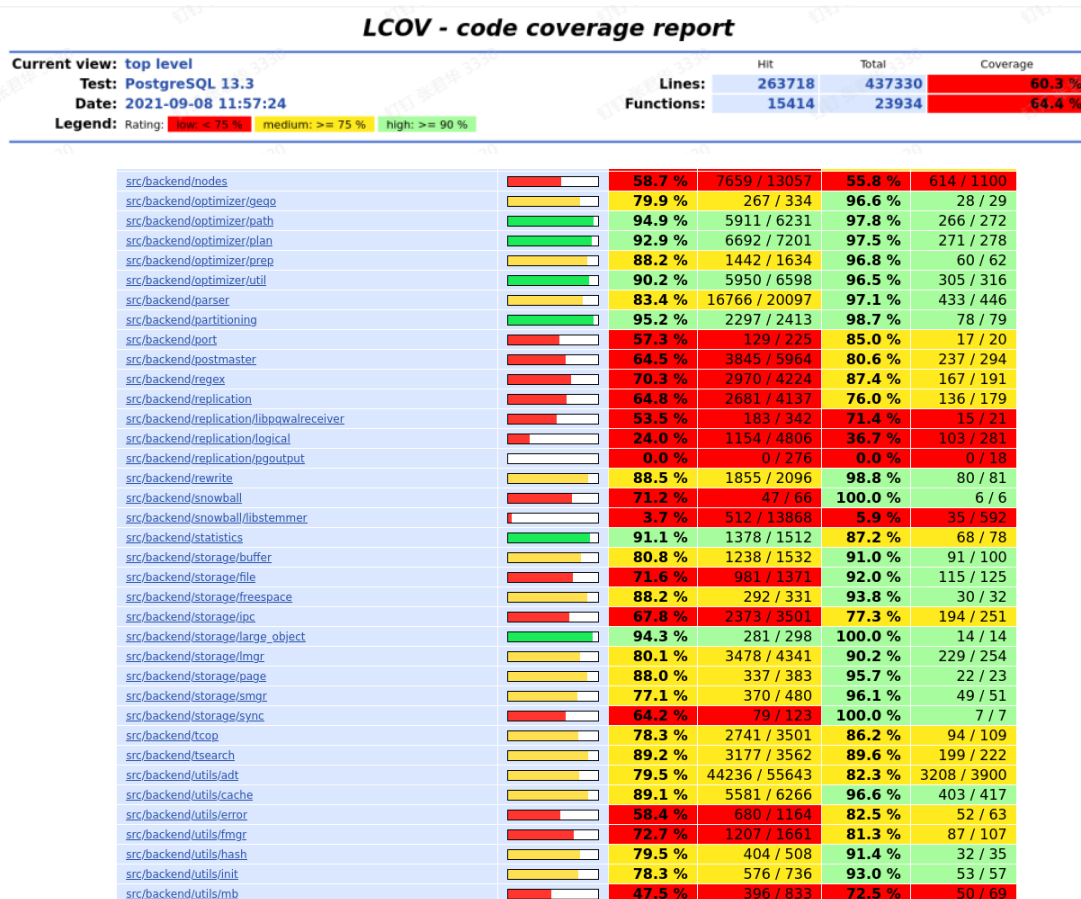 LCOV - code coverage report
Current view: top level
Hit Total Coverage
Test: PostgreSQL 13.3 Lines: 263718 437330 60.3 %
Date: 2021-09-08 11:57:24 Functions: 15414 23934 64.4 %
Legend: Rating: low: < 75 % medium: >= 75 % high: >= 90 %
src/backend/nodes 58.7 % 7659 / 13057 55.8 % 614 / 1100
src/backend/optimizer/geqo 79.9 % 267 / 334 96.6 % 28 / 29
src/backend/optimizer/path 94.9 % 5911 / 6231 97.8 % 266 / 272
src/backend/optimizer/plan 92.9 % 6692 / 7201 97.5 % 271 / 278
src/backend/optimizer/prep 88.2 % 1442 / 1634 96.8 % 60 / 62
src/backend/optimizer/util 90.2 % 5950 / 6598 96.5 % 305 / 316
src/backend/parser 83.4 % 16766 / 20097 97.1 % 433 / 446
src/backend/partitioning 95.2 % 2297 / 2413 98.7 % 78 / 79
src/backend/port 57.3 % 129 / 225 85.0 % 17 / 20
src/backend/postmaster 64.5 % 3845 / 5964 80.6 % 237 / 294
src/backend/regex 70.3 % 2970 / 4224 87.4 % 167 / 191
src/backend/replication 64.8 % 2681 / 4137 76.0 % 136 / 179
src/backend/replication/libpqwalreceiver 53.5 % 183 / 342 71.4 % 15 / 21
src/backend/replication/logical 24.0 % 1154 / 4806 36.7 % 103 / 281
src/backend/replication/pgoutput 0.0 % 0 / 276 0.0 % 0 / 18
src/backend/rewrite 88.5 % 1855 / 2096 98.8 % 80 / 81
src/backend/snowball 71.2 % 47 / 66 100.0 % 6 / 6
src/backend/snowball/libstemmer 3.7 % 512 / 13868 5.9 % 35 / 592
src/backend/statistics 91.1 % 1378 / 1512 87.2 % 68 / 78
src/backend/storage/buffer 80.8 % 1238 / 1532 91.0 % 91 / 100
src/backend/storage/file 71.6 % 981 / 1371 92.0 % 115 / 125
src/backend/storage/freespace 88.2 % 292 / 331 93.8 % 30 / 32
src/backend/storage/ipc 67.8 % 2373 / 3501 77.3 % 194 / 251
src/backend/storage/large_object 94.3 % 281 / 298 100.0 % 14 / 14
src/backend/storage/lmgr 80.1 % 3478 / 4341 90.2 % 229 / 254
src/backend/storage/page 88.0 % 337 / 383 95.7 % 22 / 23
src/backend/storage/smgr 77.1 % 370 / 480 96.1 % 49 / 51
src/backend/storage/sync 64.2 % 79 / 123 100.0 % 7 / 7
src/backend/tcop 78.3 % 2741 / 3501 86.2 % 94 / 109
src/backend/tsearch 89.2 % 3177 / 3562 89.6 % 199 / 222
src/backend/utils/adt 79.5 % 44236 / 55643 82.3 % 3208 / 3900
src/backend/utils/cache 89.1 % 5581 / 6266 96.6 % 403 / 417
src/backend/utils/error 58.4 % 680 / 1164 82.5 % 52 / 63
src/backend/utils/fmgr 72.7 % 1207 / 1661 81.3 % 87 / 107
src/backend/utils/hash 79.5 % 404 / 508 91.4 % 32 / 35
src/backend/utils/init 78.3 % 576 / 736 93.0 % 53 / 57
src/backend/utils/mb 47.5 % 396 / 833 72.5 % 50 / 69